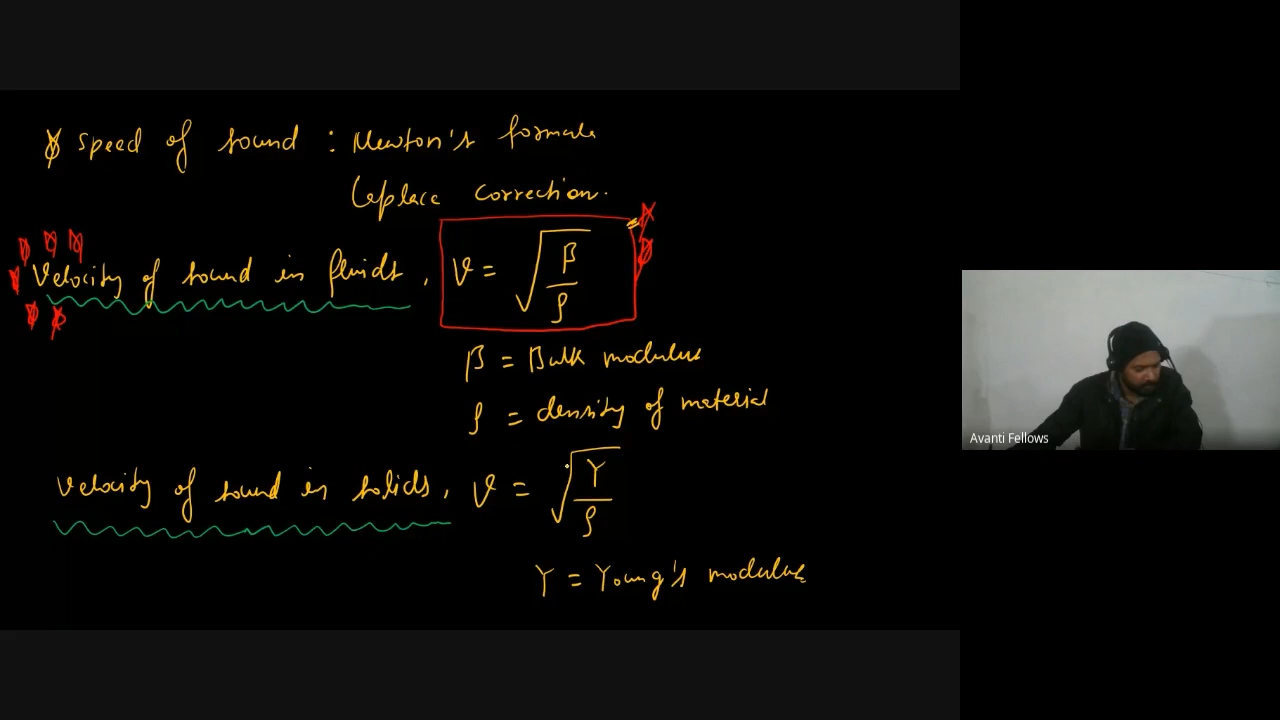 speed of sound : Newton's formula
Laplace correction.
Velocity of sound in fluids, v = √(β/ρ)
β = Bulk modulus
ρ = density of material
Velocity of sound in solids, v = √(Y/ρ)
Y = Young's modulus
Avanti Fellows